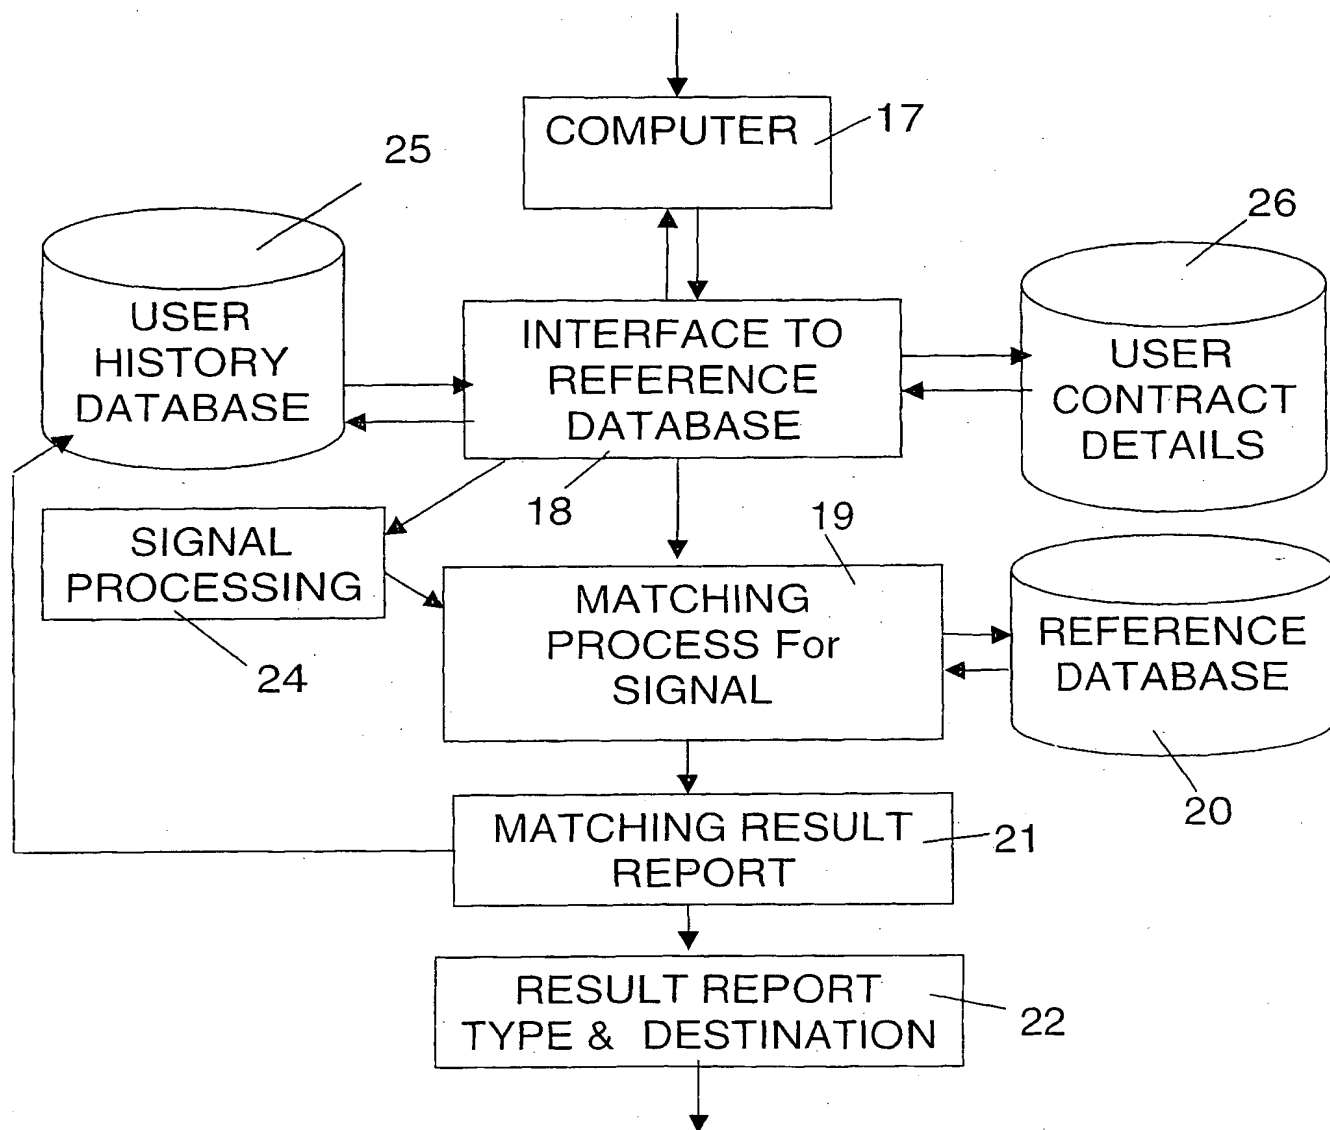 COMPUTER
17
25
26
USER
HISTORY
DATABASE
INTERFACE TO
REFERENCE
DATABASE
USER
CONTRACT
DETAILS
18
19
SIGNAL
PROCESSING
24
MATCHING
PROCESS For
SIGNAL
REFERENCE
DATABASE
20
MATCHING RESULT
REPORT
21
RESULT REPORT
TYPE & DESTINATION
22